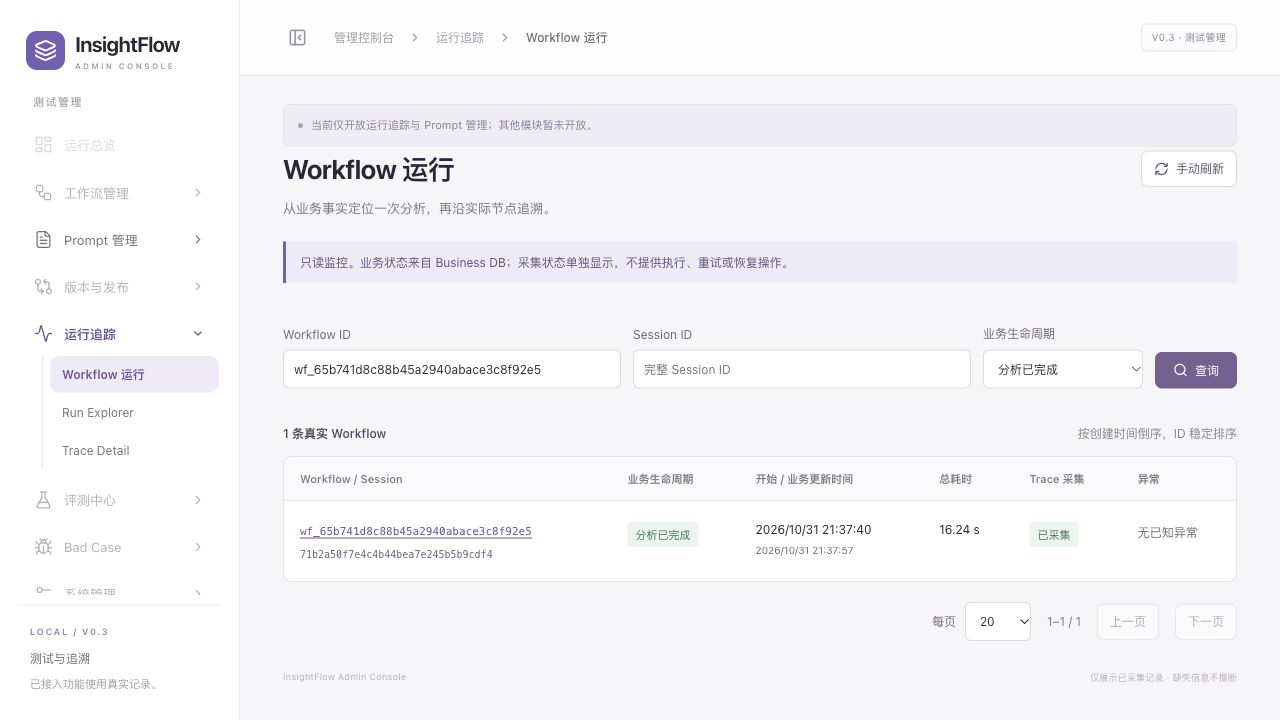 InsightFlow
ADMIN CONSOLE
测试管理
运行总览
工作流管理
Prompt 管理
版本与发布
运行追踪
Workflow 运行
Run Explorer
Trace Detail
评测中心
Bad Case
系统管理
LOCAL / V0.3
测试与追溯
已接入功能使用真实记录。
管理控制台
运行追踪
Workflow 运行
V0.3 · 测试管理
当前仅开放运行追踪与 Prompt 管理；其他模块暂未开放。
Workflow 运行
手动刷新
从业务事实定位一次分析，再沿实际节点追溯。
只读监控。业务状态来自 Business DB；采集状态单独显示，不提供执行、重试或恢复操作。
Workflow ID
Session ID
业务生命周期
wf_65b741d8c88b45a2940abace3c8f92e5
完整 Session ID
分析已完成
查询
1 条真实 Workflow
按创建时间倒序，ID 稳定排序
Workflow / Session
业务生命周期
开始 / 业务更新时间
总耗时
Trace 采集
异常
wf_65b741d8c88b45a2940abace3c8f92e5
71b2a50f7e4c4b44bea7e245b5b9cdf4
分析已完成
2026/10/31 21:37:40
2026/10/31 21:37:57
16.24 s
已采集
无已知异常
每页
20
1–1 / 1
上一页
下一页
InsightFlow Admin Console
仅展示已采集记录 · 缺失信息不推断